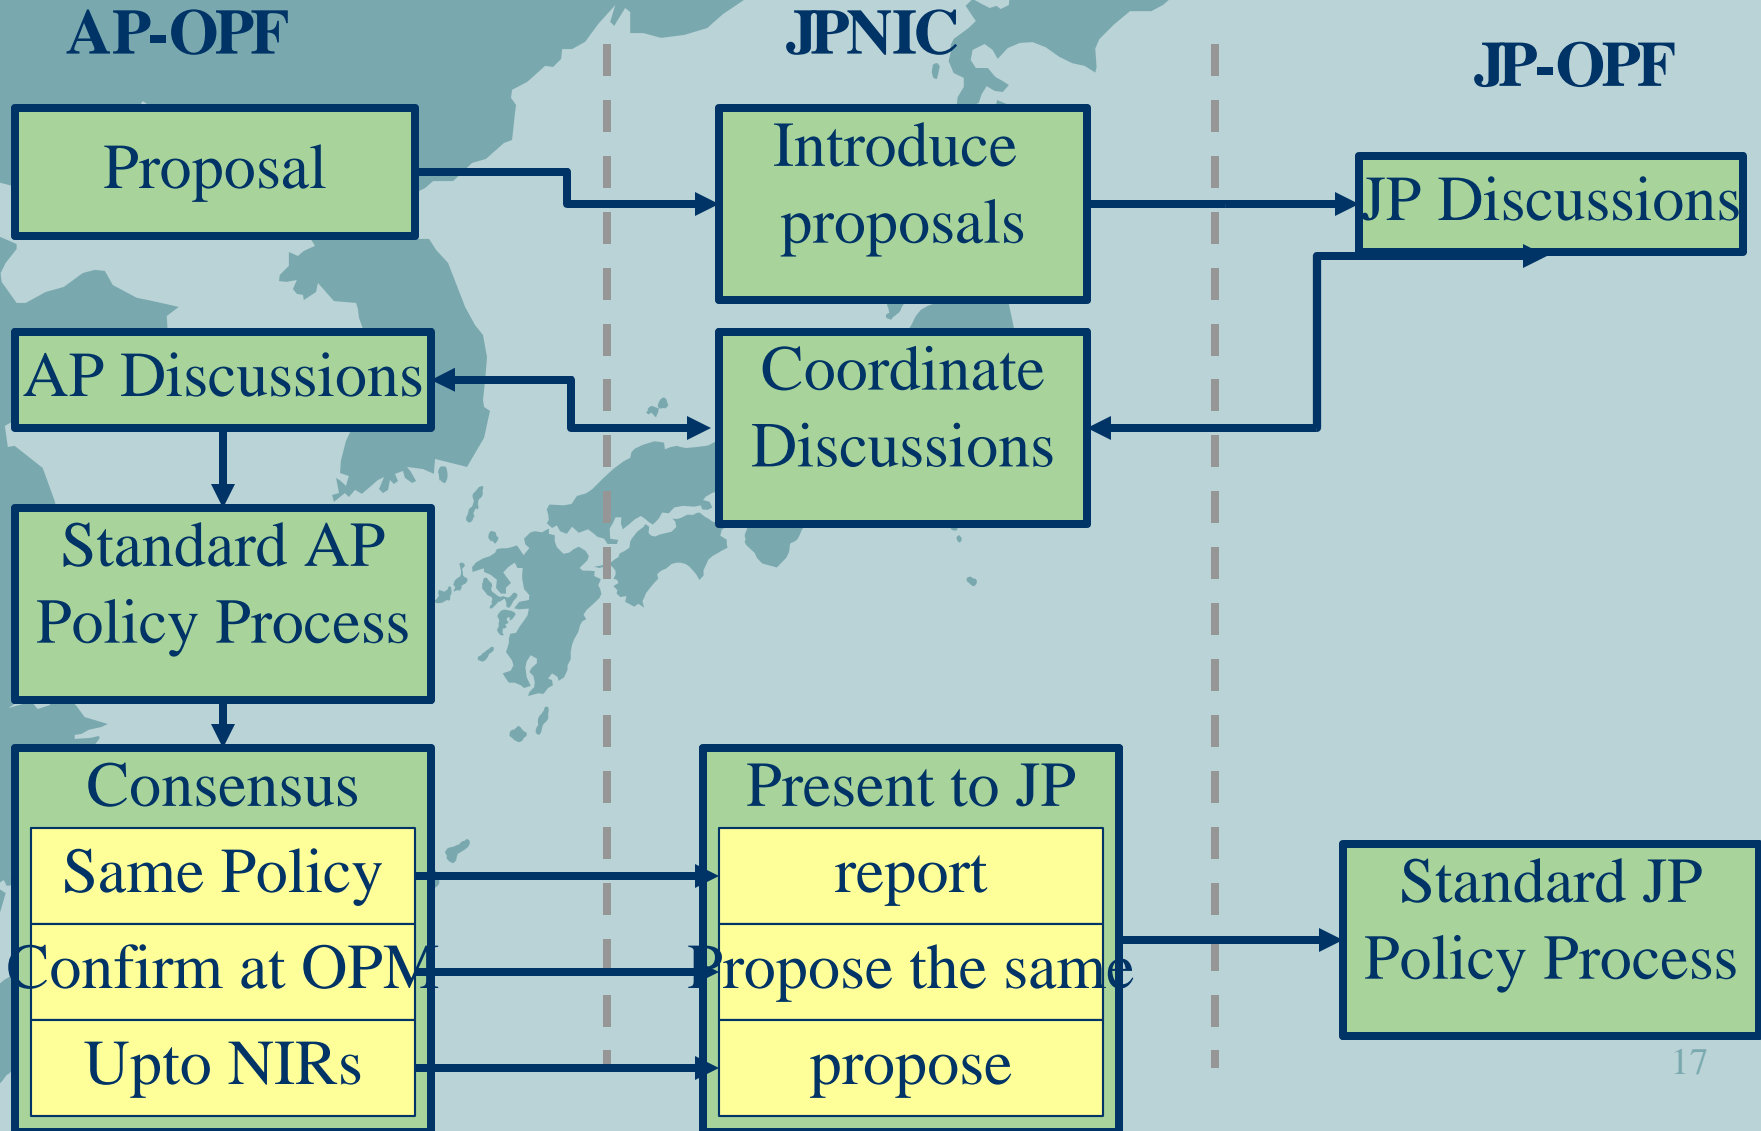 AP-OPF
JPNIC
JP-OPF
Proposal
Introduce
proposals
JP Discussions
AP Discussions
Coordinate
Discussions
Standard AP
Policy Process
Consensus
Same Policy
Confirm at OPM
Upto NIRs
Present to JP
report
Propose the same
propose
Standard JP
Policy Process
17